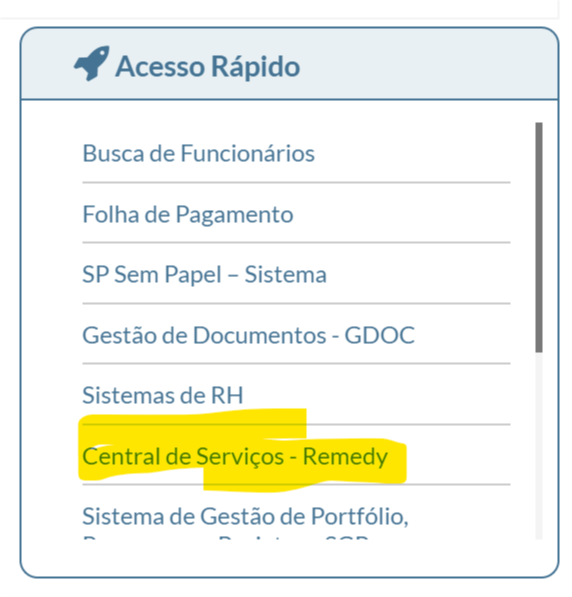 Acesso Rápido
Busca de Funcionários
Folha de Pagamento
SP Sem Papel – Sistema
Gestão de Documentos - GDOC
Sistemas de RH
Central de Serviços - Remedy
Sistema de Gestão de Portfólio,